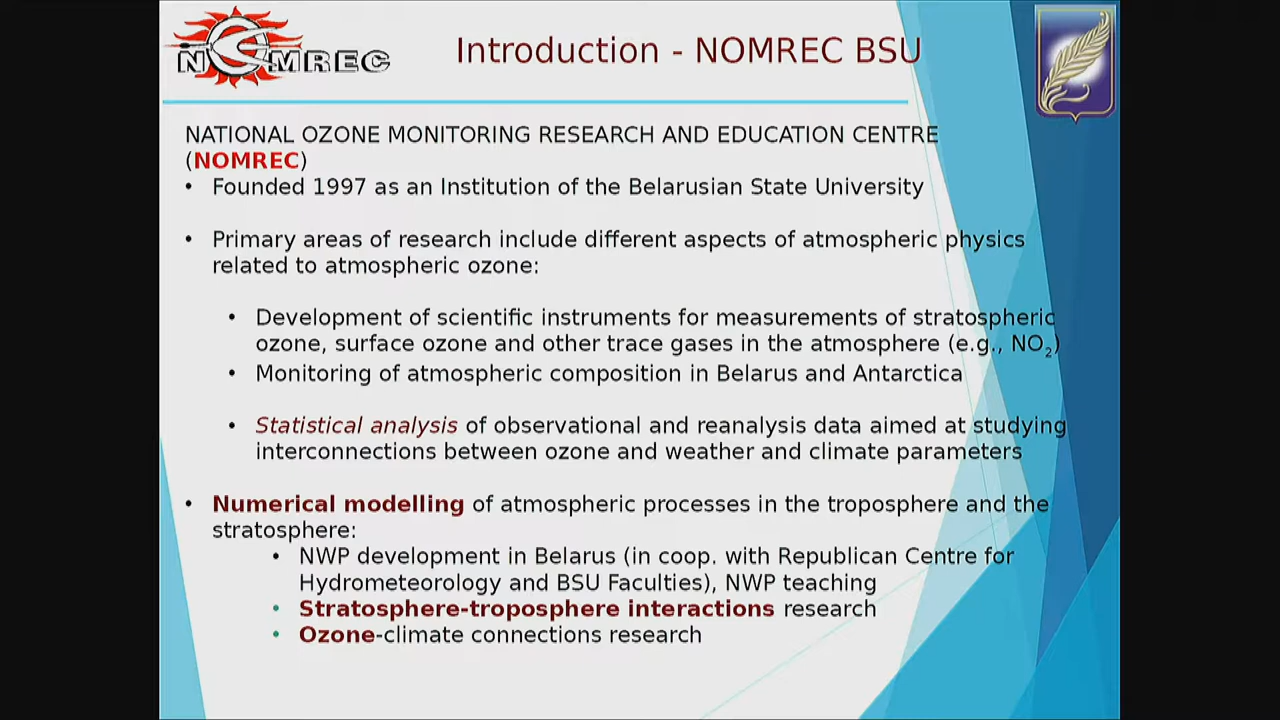 NOMREC
Introduction - NOMREC BSU
NATIONAL OZONE MONITORING RESEARCH AND EDUCATION CENTRE
(NOMREC)
• Founded 1997 as an Institution of the Belarusian State University
• Primary areas of research include different aspects of atmospheric physics
related to atmospheric ozone:
• Development of scientific instruments for measurements of stratospheric
ozone, surface ozone and other trace gases in the atmosphere (e.g., NO₂)
• Monitoring of atmospheric composition in Belarus and Antarctica
• Statistical analysis of observational and reanalysis data aimed at studying
interconnections between ozone and weather and climate parameters
• Numerical modelling of atmospheric processes in the troposphere and the
stratosphere:
• NWP development in Belarus (in coop. with Republican Centre for
Hydrometeorology and BSU Faculties), NWP teaching
• Stratosphere-troposphere interactions research
• Ozone-climate connections research